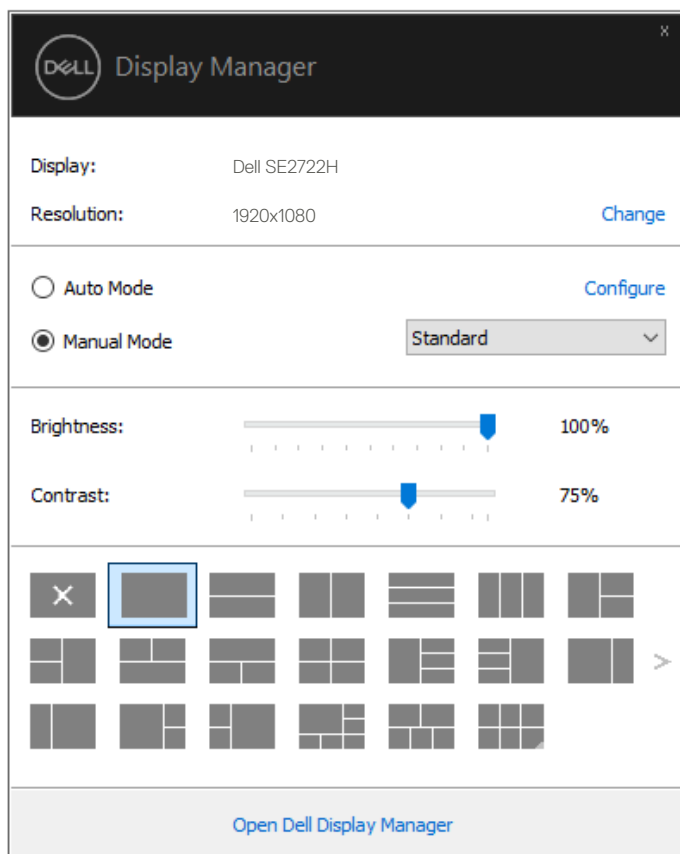 x
DELL Display Manager
Display: Dell SE2722H
Resolution: 1920x1080 Change
Auto Mode Configure
Manual Mode Standard
Brightness: 100%
Contrast: 75%
Open Dell Display Manager